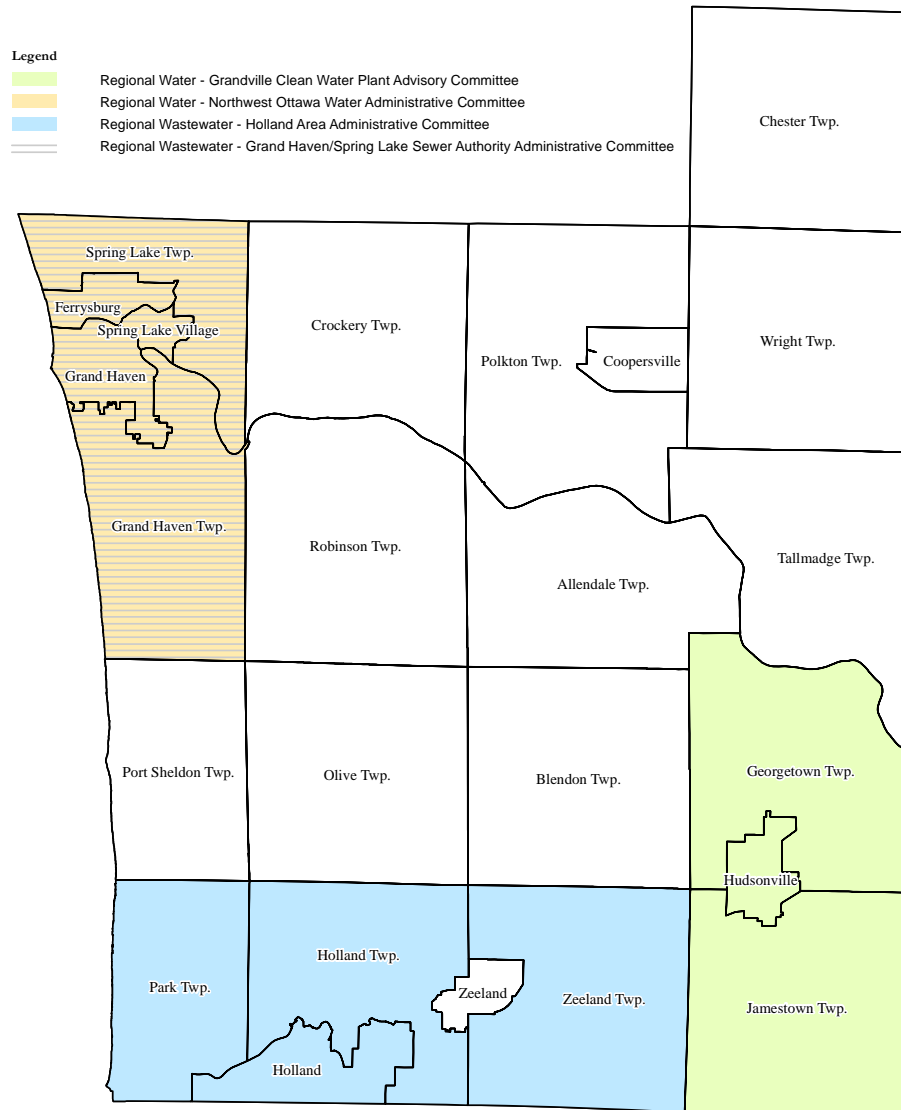 Legend
Regional Water - Grandville Clean Water Plant Advisory Committee
Regional Water - Northwest Ottawa Water Administrative Committee
Regional Wastewater - Holland Area Administrative Committee
Regional Wastewater - Grand Haven/Spring Lake Sewer Authority Administrative Committee
Chester Twp.
Spring Lake Twp.
Ferrysburg
Spring Lake Village
Crockery Twp.
Polkton Twp.
Coopersville
Wright Twp.
Grand Haven
Grand Haven Twp.
Robinson Twp.
Allendale Twp.
Tallmadge Twp.
Port Sheldon Twp.
Olive Twp.
Blendon Twp.
Georgetown Twp.
Hudsonville
Park Twp.
Holland Twp.
Zeeland
Zeeland Twp.
Jamestown Twp.
Holland